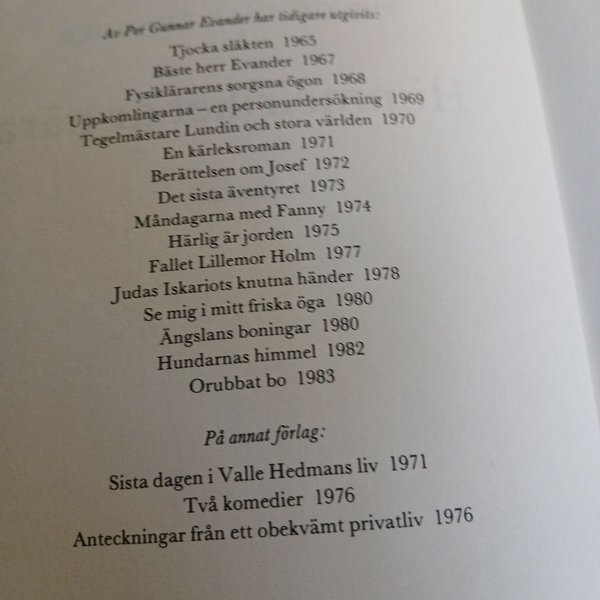 Av Per Gunnar Evander har tidigare utgivits:
Tjocka släkten 1965
Bäste herr Evander 1967
Fysiklärarens sorgsna ögon 1968
Uppkomlingarna – en personundersökning 1969
Tegelmästare Lundin och stora världen 1970
En kärleksroman 1971
Berättelsen om Josef 1972
Det sista äventyret 1973
Måndagarna med Fanny 1974
Härlig är jorden 1975
Fallet Lillemor Holm 1977
Judas Iskariots knutna händer 1978
Se mig i mitt friska öga 1980
Ängslans boningar 1980
Hundarnas himmel 1982
Orubbat bo 1983
På annat förlag:
Sista dagen i Valle Hedmans liv 1971
Två komedier 1976
Anteckningar från ett obekvämt privatliv 1976